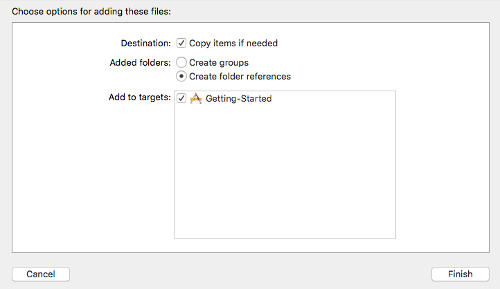 Choose options for adding these files:
Destination: Copy items if needed
Added folders: Create groups
Create folder references
Add to targets: Getting-Started
Cancel Finish